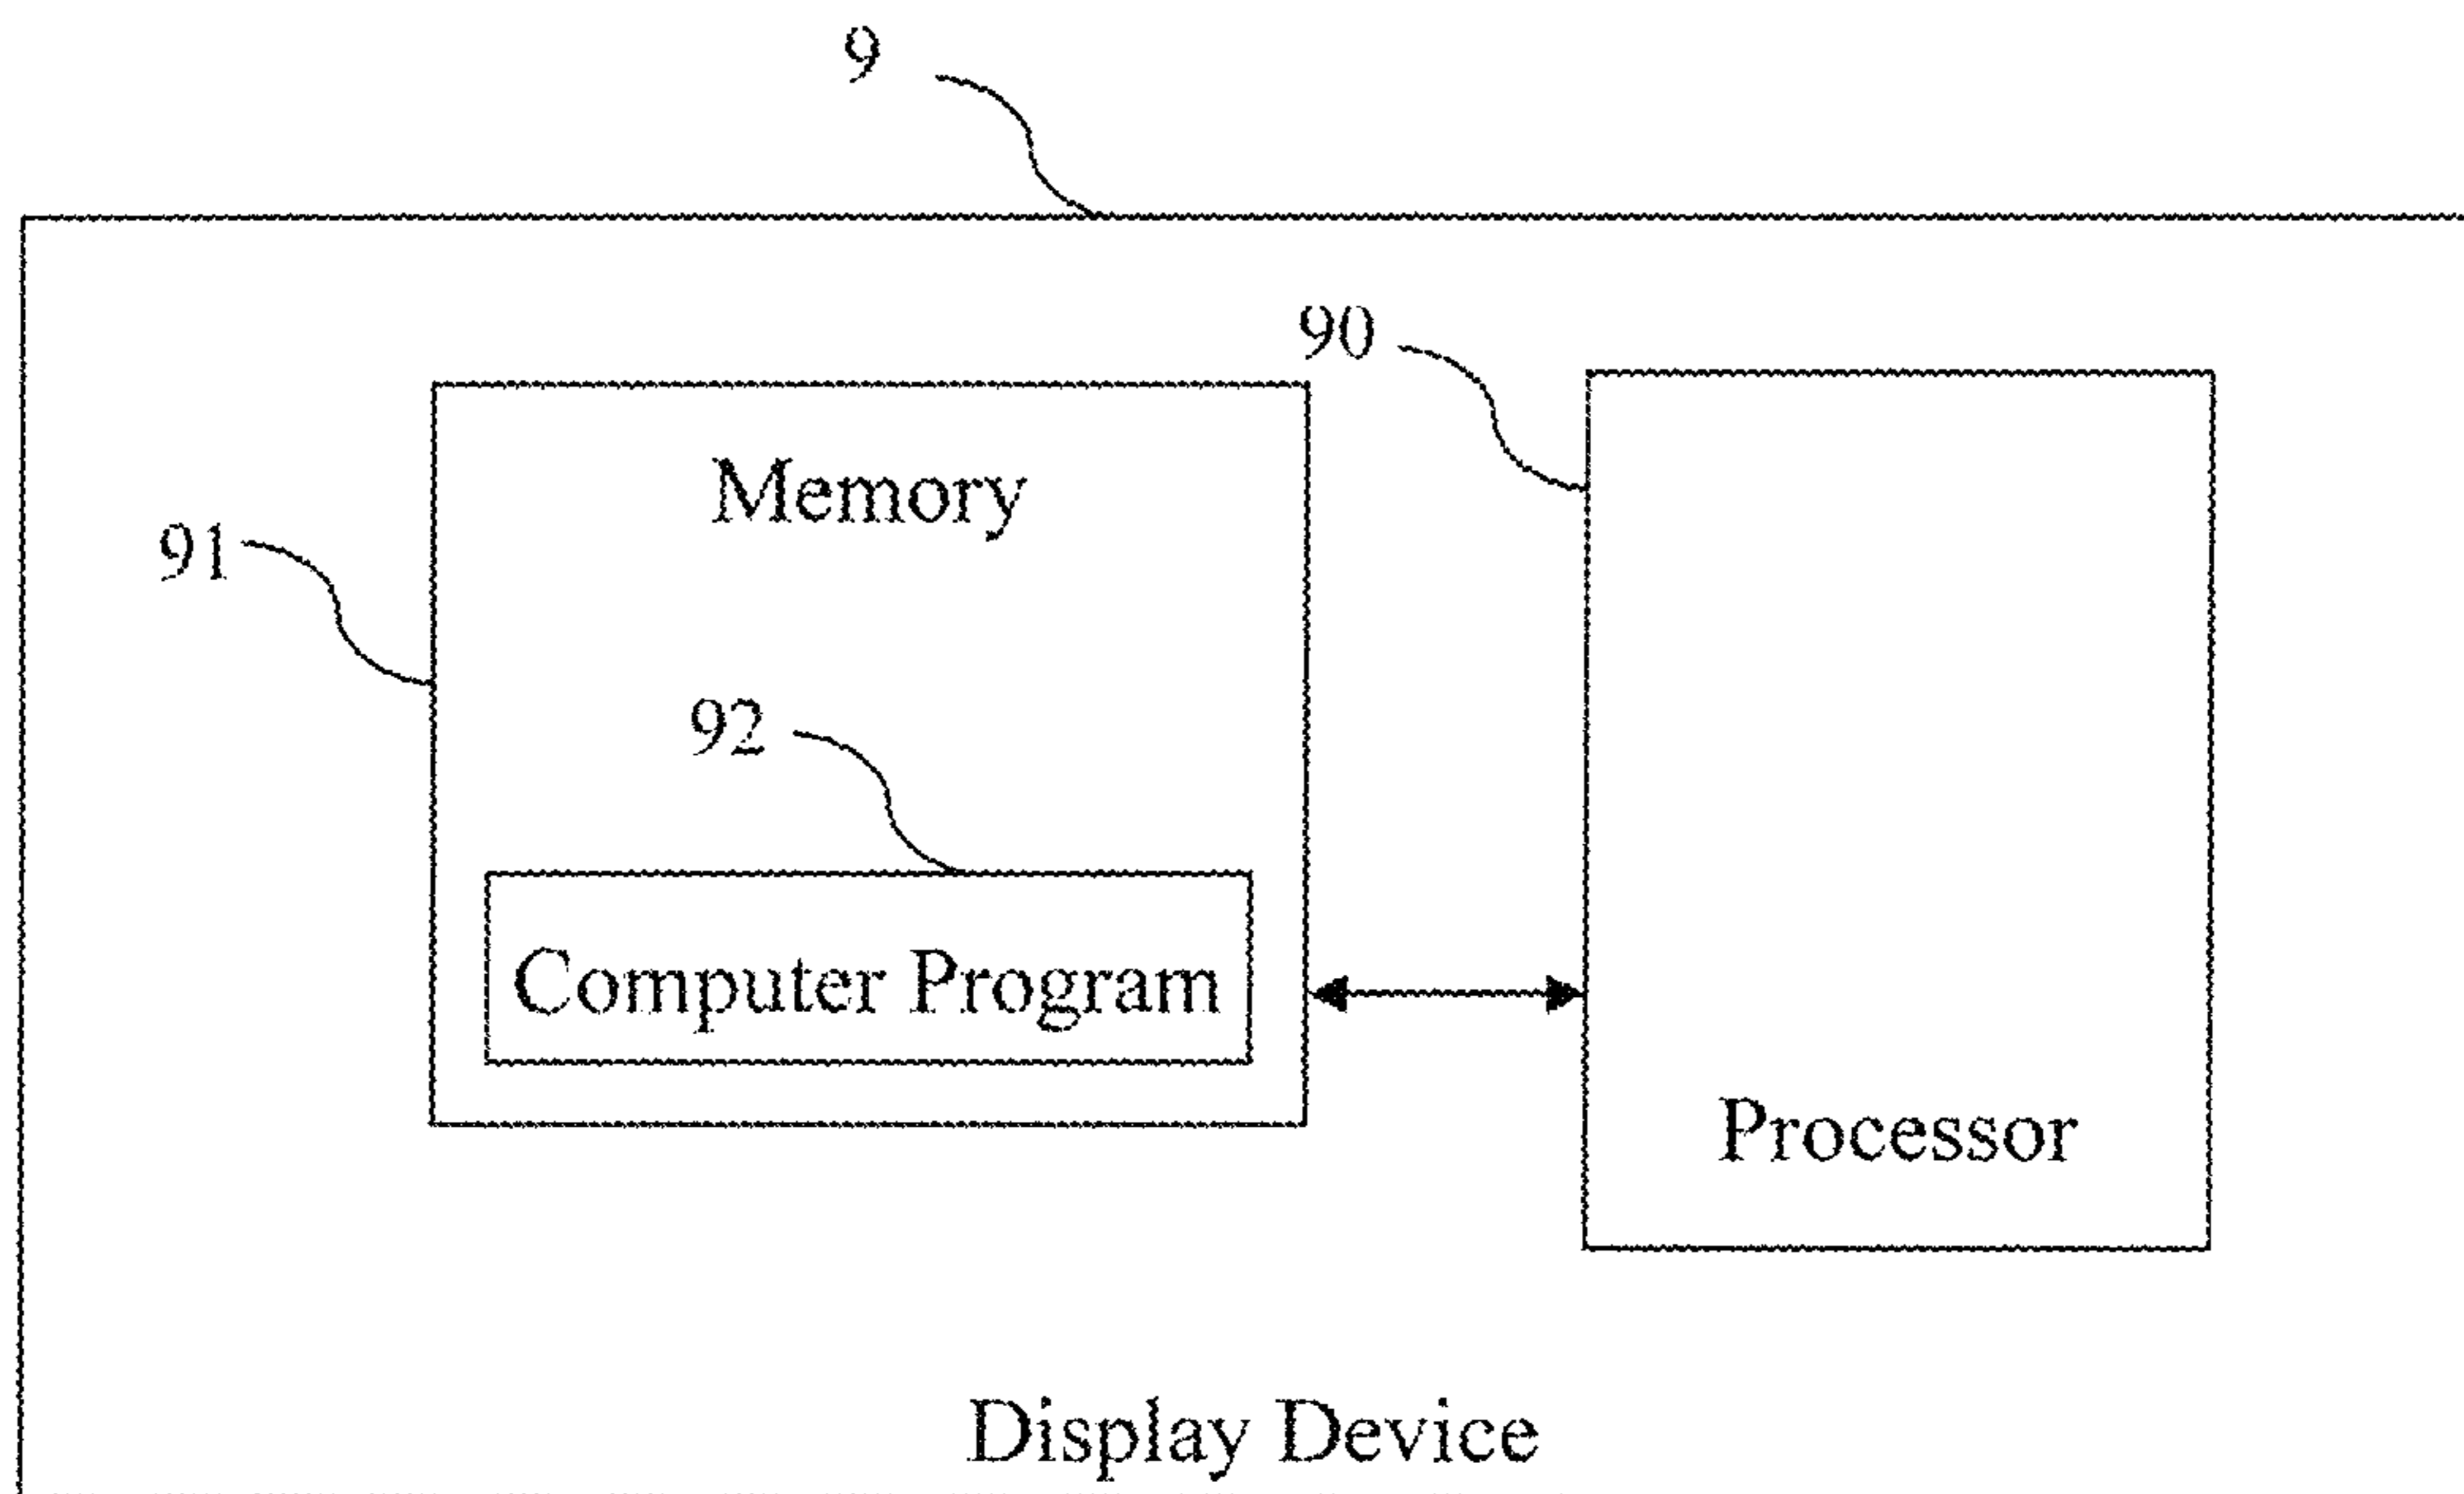 9
90
Memory
91
92
Computer Program
Processor
Display Device